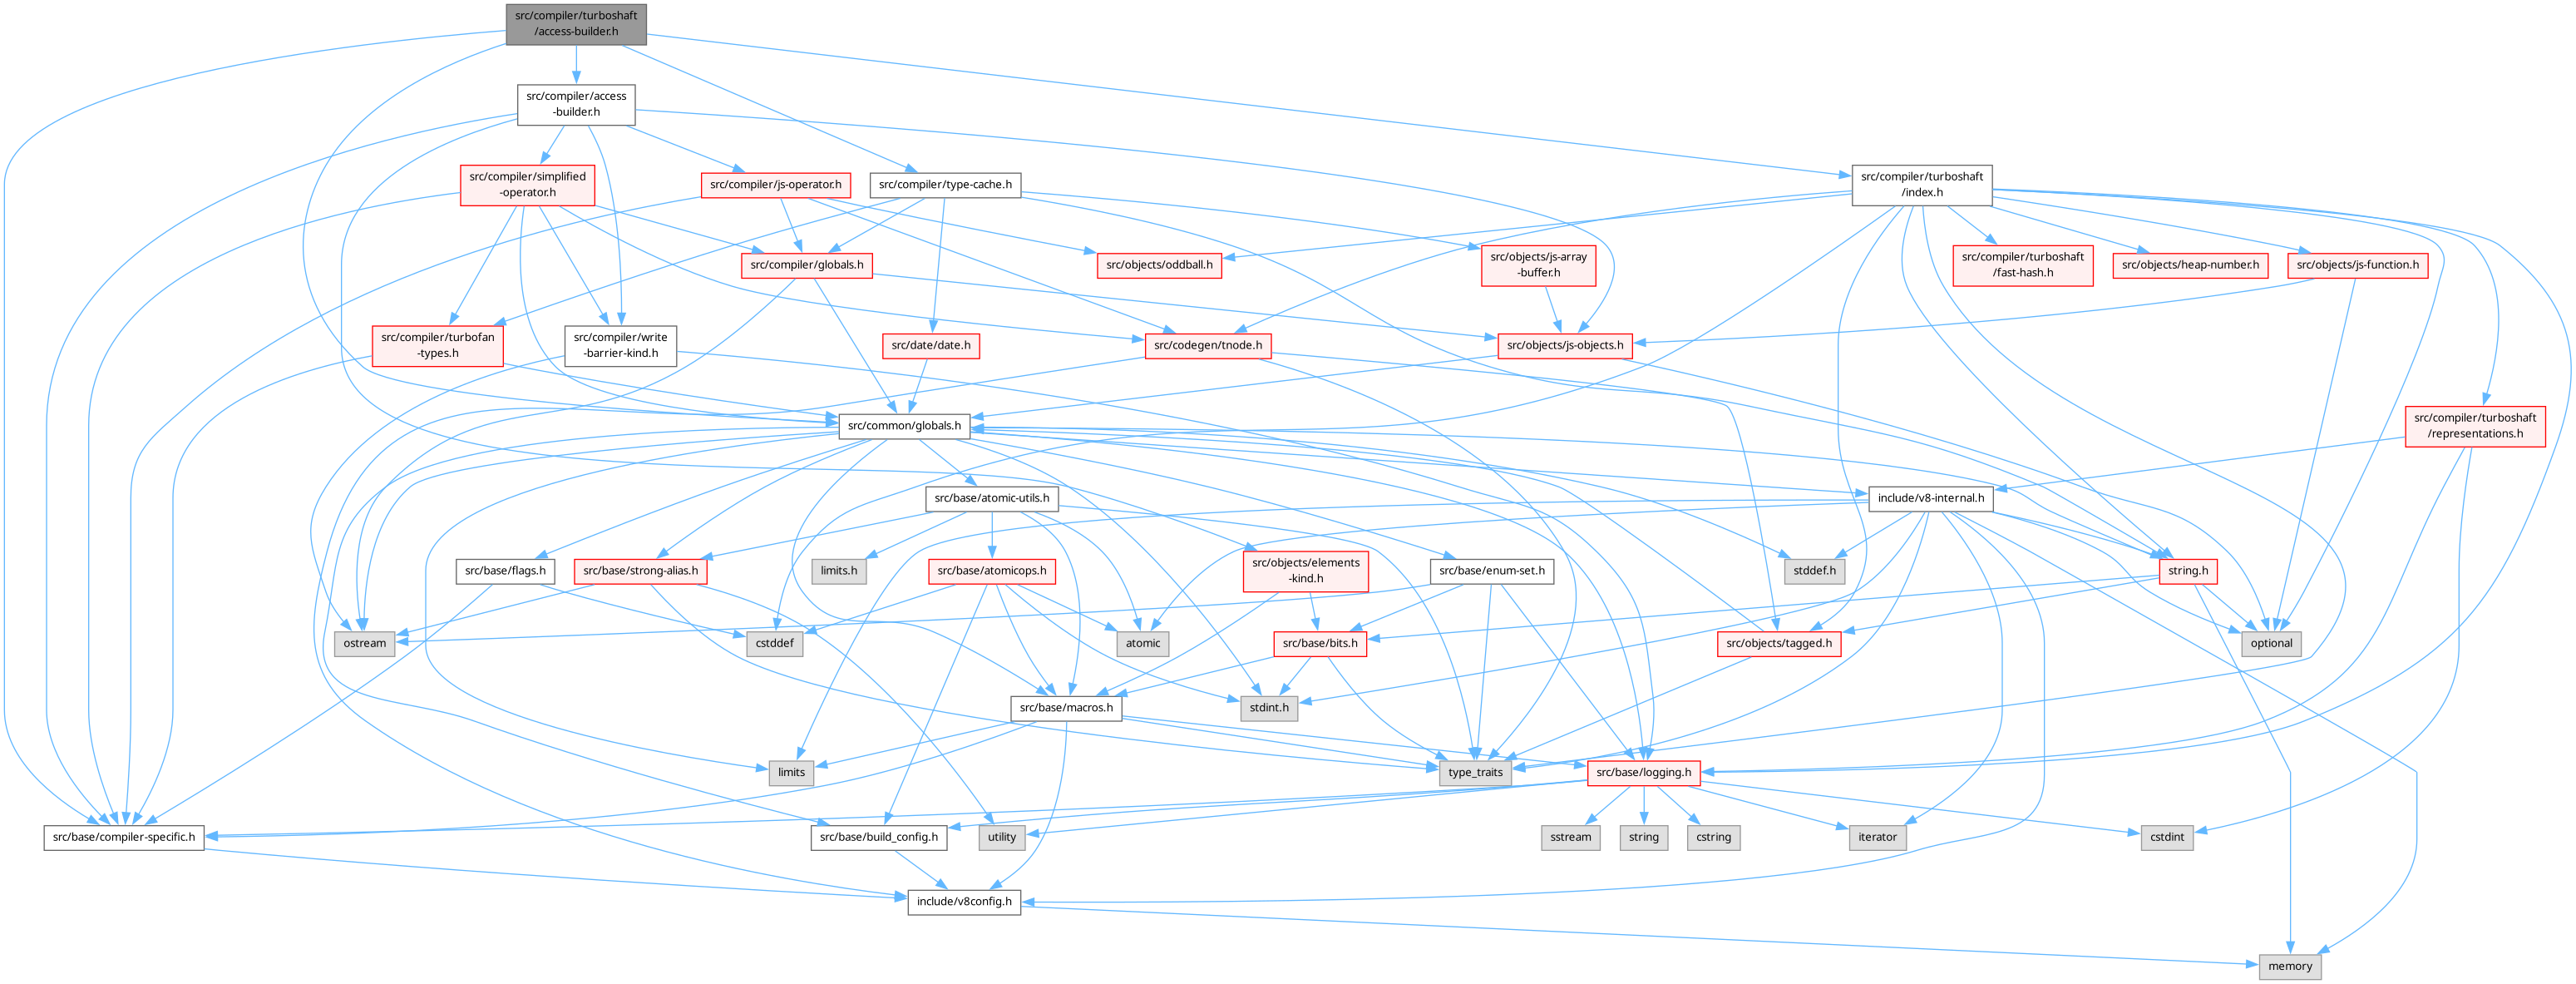 src/compiler/turboshaft
/access-builder.h
src/compiler/access
-builder.h
src/compiler/simplified
-operator.h
src/compiler/js-operator.h
src/compiler/type-cache.h
src/compiler/turboshaft
/index.h
src/compiler/globals.h
src/objects/oddball.h
src/objects/js-array
-buffer.h
src/compiler/turboshaft
/fast-hash.h
src/objects/heap-number.h
src/objects/js-function.h
src/compiler/turbofan
-types.h
src/compiler/write
-barrier-kind.h
src/date/date.h
src/codegen/tnode.h
src/objects/js-objects.h
src/common/globals.h
src/compiler/turboshaft
/representations.h
src/base/atomic-utils.h
include/v8-internal.h
src/base/flags.h
src/base/strong-alias.h
limits.h
src/base/atomicops.h
src/objects/elements
-kind.h
src/base/enum-set.h
stddef.h
string.h
ostream
cstddef
atomic
src/base/bits.h
src/objects/tagged.h
optional
src/base/macros.h
stdint.h
limits
type_traits
src/base/logging.h
src/base/compiler-specific.h
src/base/build_config.h
utility
sstream
string
cstring
iterator
cstdint
include/v8config.h
memory